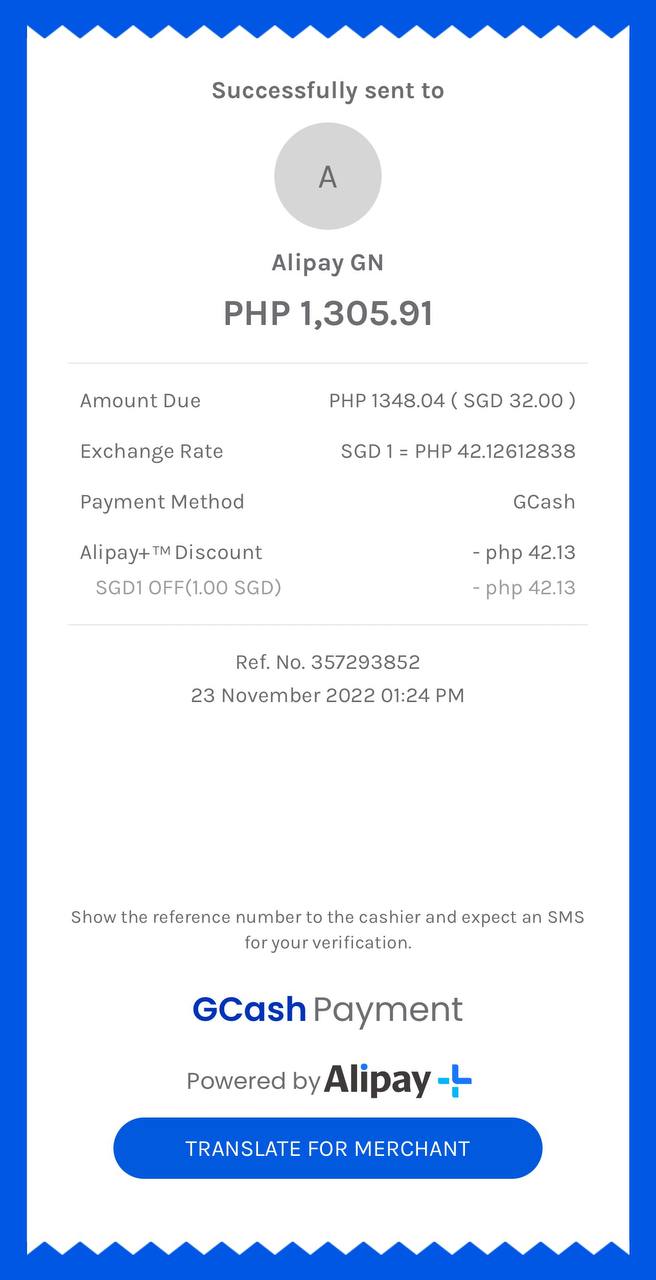 Successfully sent to
A
Alipay GN
PHP 1,305.91
Amount Due PHP 1348.04 ( SGD 32.00 )
Exchange Rate SGD 1 = PHP 42.12612838
Payment Method GCash
Alipay+™ Discount - php 42.13
SGD1 OFF(1.00 SGD) - php 42.13
Ref. No. 357293852
23 November 2022 01:24 PM
Show the reference number to the cashier and expect an SMS
for your verification.
GCash Payment
Powered by Alipay
TRANSLATE FOR MERCHANT